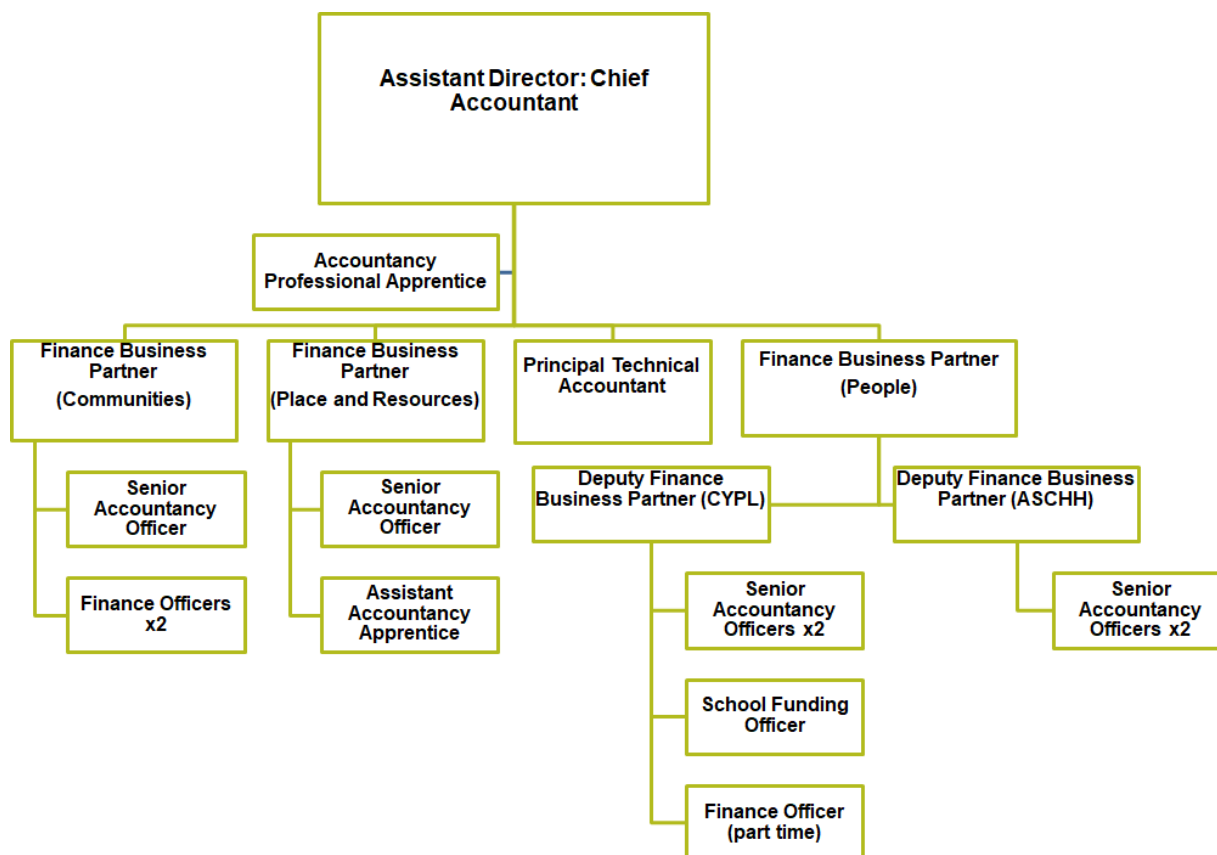 Assistant Director: Chief
Accountant
Accountancy
Professional Apprentice
Finance Business
Partner
(Communities)
Finance Business
Partner
(Place and Resources)
Principal Technical
Accountant
Finance Business Partner
(People)
Senior
Accountancy
Officer
Finance Officers
x2
Senior
Accountancy
Officer
Assistant
Accountancy
Apprentice
Deputy Finance
Business Partner (CYPL)
Deputy Finance Business
Partner (ASCHH)
Senior
Accountancy
Officers x2
School Funding
Officer
Finance Officer
(part time)
Senior
Accountancy
Officers x2